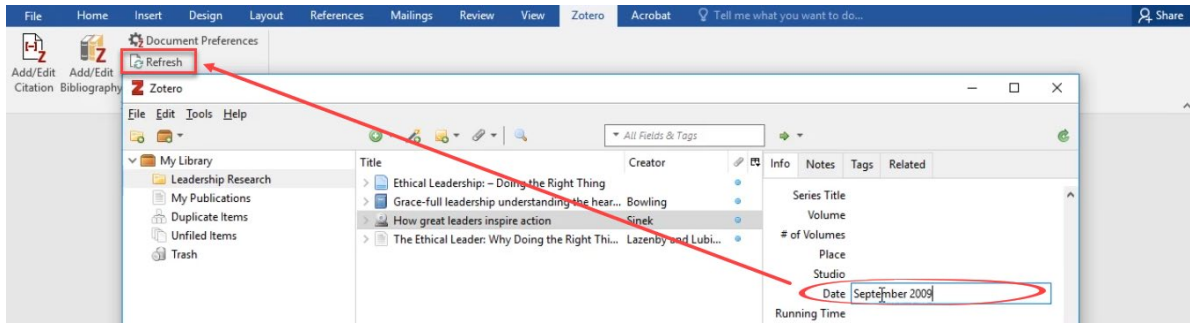 File Home Insert Design Layout References Mailings Review View Zotero Acrobat Tell me what you want to do... Share
Document Preferences
Refresh
Add/Edit Citation
Add/Edit Bibliography
Zotero
File Edit Tools Help
All Fields & Tags
My Library
Leadership Research
My Publications
Duplicate Items
Unfiled Items
Trash
Title Creator
Ethical Leadership: – Doing the Right Thing
Grace-full leadership understanding the hear... Bowling
How great leaders inspire action Sinek
The Ethical Leader: Why Doing the Right Thi... Lazenby and Lubi...
Info Notes Tags Related
Series Title
Volume
# of Volumes
Place
Studio
Date September 2009
Running Time